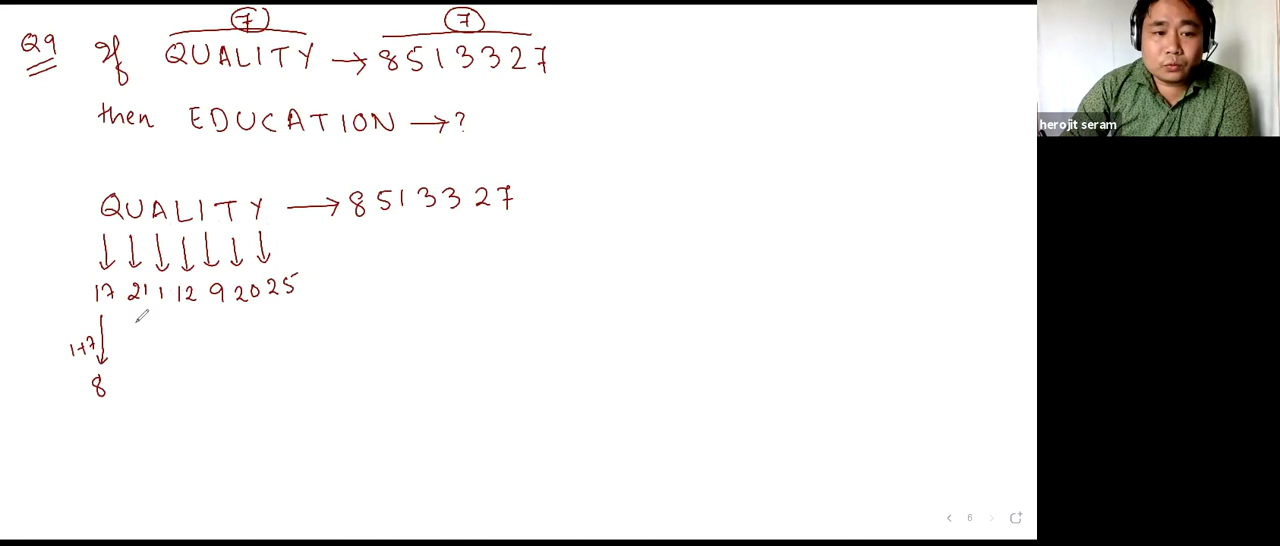 7 7
Q9 If QUALITY → 8513327
then EDUCATION → ?
QUALITY → 8513327
17 21 1 12 9 20 25
1+7
8
herojit seram
6